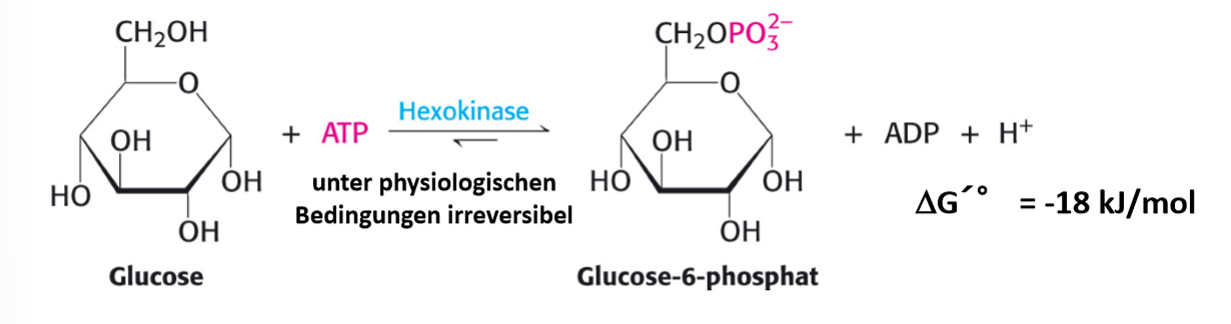 CH₂OH
O
OH
HO
OH
OH
Glucose
+ ATP
Hexokinase
unter physiologischen
Bedingungen irreversibel
CH₂OPO₃²⁻
O
OH
HO
OH
OH
Glucose-6-phosphat
+ ADP + H⁺
ΔG´° = -18 kJ/mol